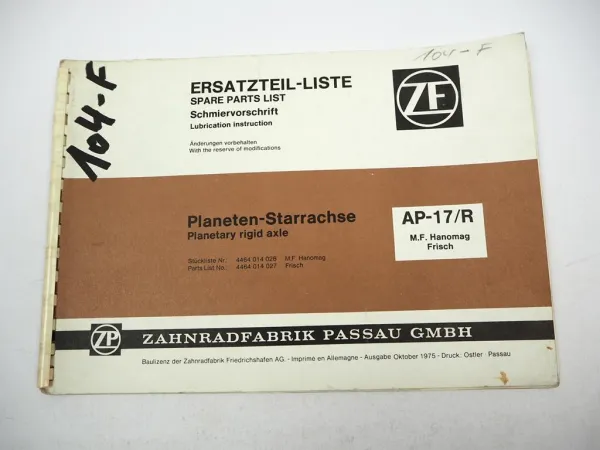 104-F
104-F
ERSATZTEIL-LISTE
SPARE PARTS LIST
Schmiervorschrift
Lubrication instruction
Änderungen vorbehalten
With the reserve of modifications
ZF
Planeten-Starrachse
Planetary rigid axle
AP-17/R
M.F. Hanomag
Frisch
Stückliste Nr.: 4464 014 026 M.F. Hanomag
Parts List No.: 4464 014 027 Frisch
ZP ZAHNRADFABRIK PASSAU GMBH
Baulizenz der Zahnradfabrik Friedrichshafen AG. - Imprimé en Allemagne - Ausgabe Oktober 1975 - Druck: Ostler Passau